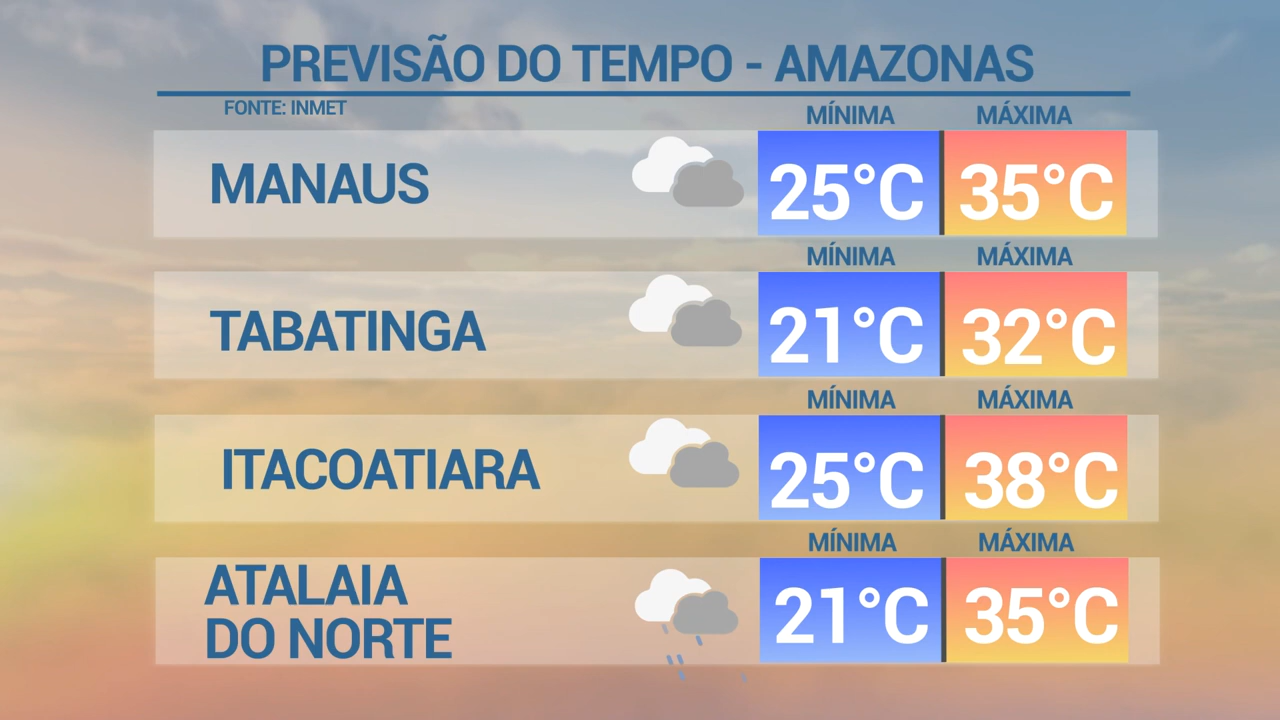 PREVISÃO DO TEMPO - AMAZONAS
FONTE: INMET
MÍNIMA MÁXIMA
MANAUS 25°C 35°C
MÍNIMA MÁXIMA
TABATINGA 21°C 32°C
MÍNIMA MÁXIMA
ITACOATIARA 25°C 38°C
MÍNIMA MÁXIMA
ATALAIA
DO NORTE 21°C 35°C